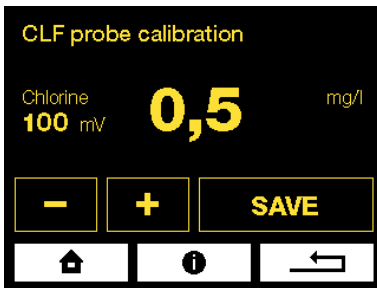 CLF probe calibration
Chlorine
100 mV
0,5
mg/l
− + SAVE